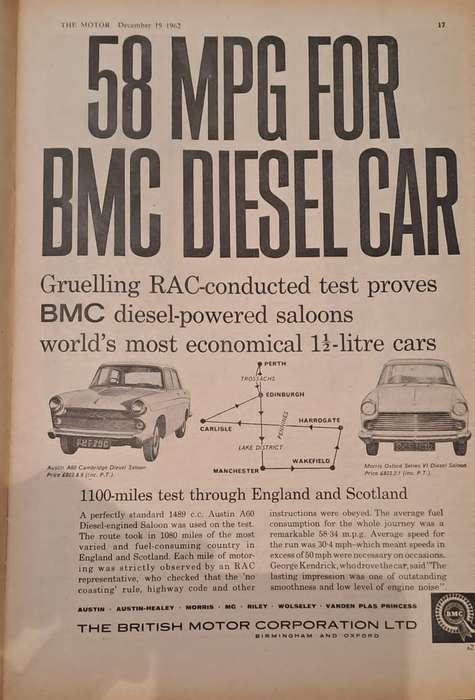 THE MOTOR December 19 1962
17
58 MPG FOR
BMC DIESEL CAR
Gruelling RAC-conducted test proves
BMC diesel-powered saloons
world's most economical 1½-litre cars
PERTH
TROSSACHS
EDINBURGH
CARLISLE
PENNINES
HARROGATE
LAKE DISTRICT
WAKEFIELD
MANCHESTER
Austin A60 Cambridge Diesel Saloon
Morris Oxford Series VI Diesel Saloon
1100-miles test through England and Scotland
A perfectly standard 1489 c.c. Austin A60
Diesel-engined Saloon was used on the test.
The route took in 1080 miles of the most
varied and fuel-consuming country in
England and Scotland. Each mile of motor-
ing was strictly observed by an RAC
representative, who checked that the 'no
coasting' rule, highway code and other
instructions were obeyed. The average fuel
consumption for the whole journey was a
remarkable 58·34 m.p.g. Average speed for
the run was 30·4 mph–which meant speeds in
excess of 50 mph were necessary on occasions.
George Kendrick, who drove the car, said "The
lasting impression was one of outstanding
smoothness and low level of engine noise".
AUSTIN · AUSTIN-HEALEY · MORRIS · MG · RILEY · WOLSELEY · VANDEN PLAS PRINCESS
THE BRITISH MOTOR CORPORATION LTD
BIRMINGHAM AND OXFORD
BMC